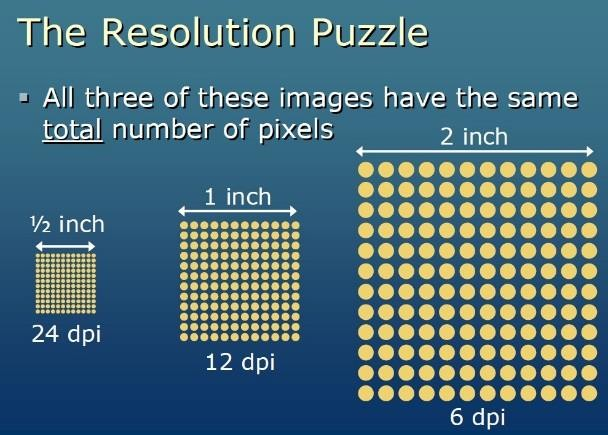 The Resolution Puzzle
▪ All three of these images have the same
total number of pixels
2 inch
1 inch
½ inch
24 dpi
12 dpi
6 dpi